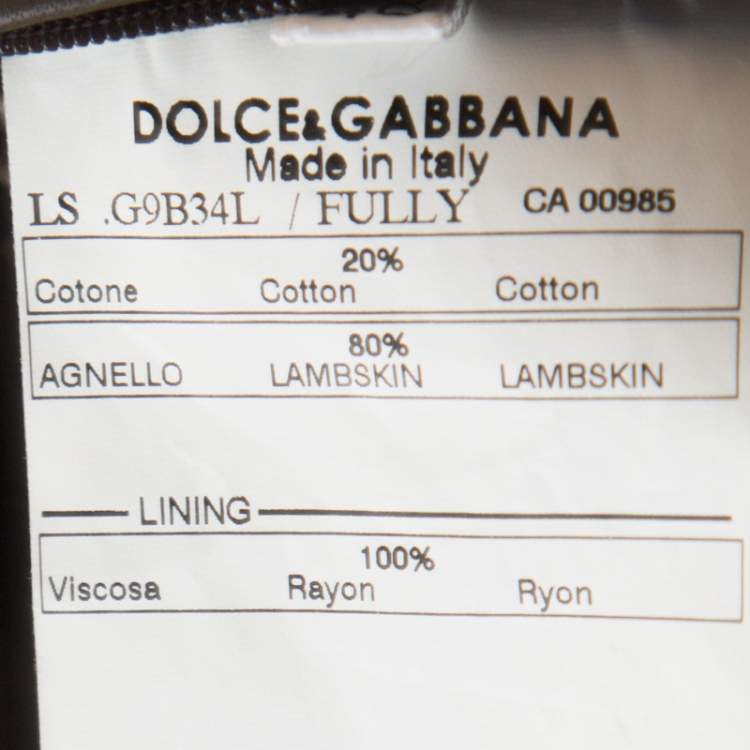 DOLCE&GABBANA
Made in Italy
LS .G9B34L / FULLY CA 00985
20%
Cotone Cotton Cotton
80%
AGNELLO LAMBSKIN LAMBSKIN
LINING
100%
Viscosa Rayon Ryon